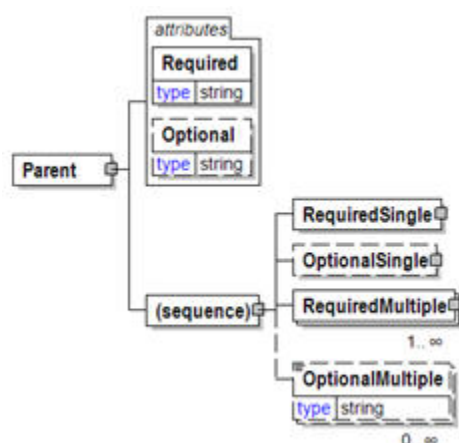 attributes
Required
type string
Optional
type string
Parent
RequiredSingle
OptionalSingle
(sequence)
RequiredMultiple
1.. ∞
OptionalMultiple
type string
0.. ∞